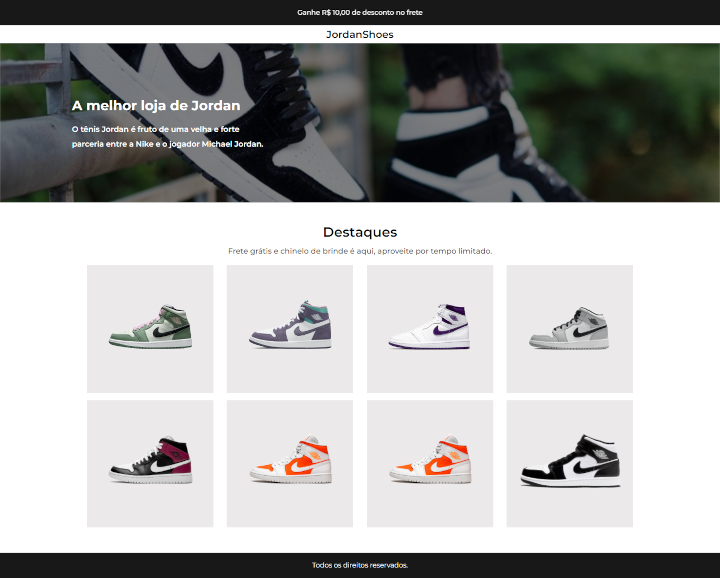 Ganhe R$ 10,00 de desconto no frete
JordanShoes
A melhor loja de Jordan
O tênis Jordan é fruto de uma velha e forte
parceria entre a Nike e o jogador Michael Jordan.
Destaques
Frete grátis e chinelo de brinde é aqui, aproveite por tempo limitado.
Todos os direitos reservados.